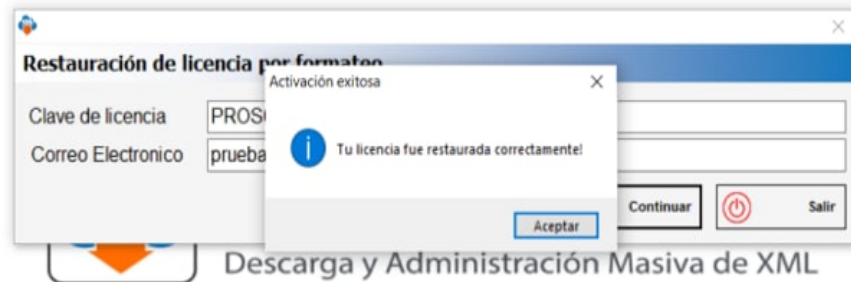 Restauración de licencia por formateo
Activación exitosa
Clave de licencia
Tu licencia fue restaurada correctamente!
Correo Electronico prueba
Continuar
Salir
Aceptar
Descarga y Administración Masiva de XML